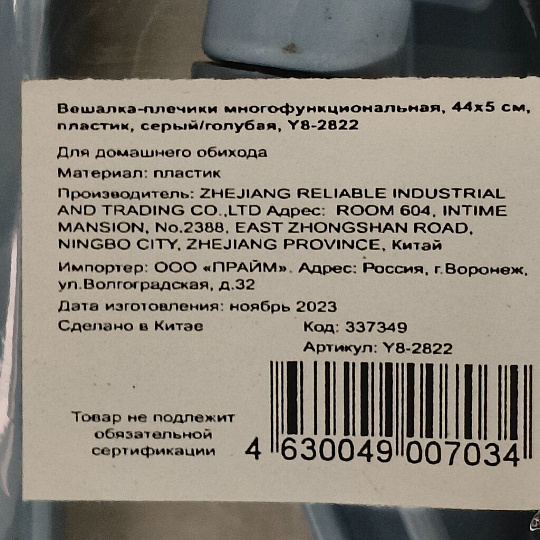 Вешалка-плечики многофункциональная, 44х5 см,
пластик, серый/голубая, Y8-2822
Для домашнего обихода
Материал: пластик
Производитель: ZHEJIANG RELIABLE INDUSTRIAL
AND TRADING CO.,LTD Адрес: ROOM 604, INTIME
MANSION, No.2388, EAST ZHONGSHAN ROAD,
NINGBO CITY, ZHEJIANG PROVINCE, Китай
Импортер: ООО «ПРАЙМ». Адрес: Россия, г.Воронеж,
ул.Волгоградская, д.32
Дата изготовления: ноябрь 2023
Сделано в Китае
Код: 337349
Артикул: Y8-2822
Товар не подлежит
обязательной
сертификации
4 630049 007034